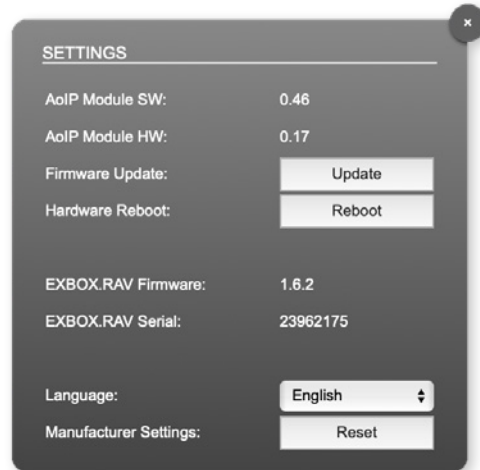 SETTINGS
AoIP Module SW: 0.46
AoIP Module HW: 0.17
Firmware Update: Update
Hardware Reboot: Reboot
EXBOX.RAV Firmware: 1.6.2
EXBOX.RAV Serial: 23962175
Language: English
Manufacturer Settings: Reset